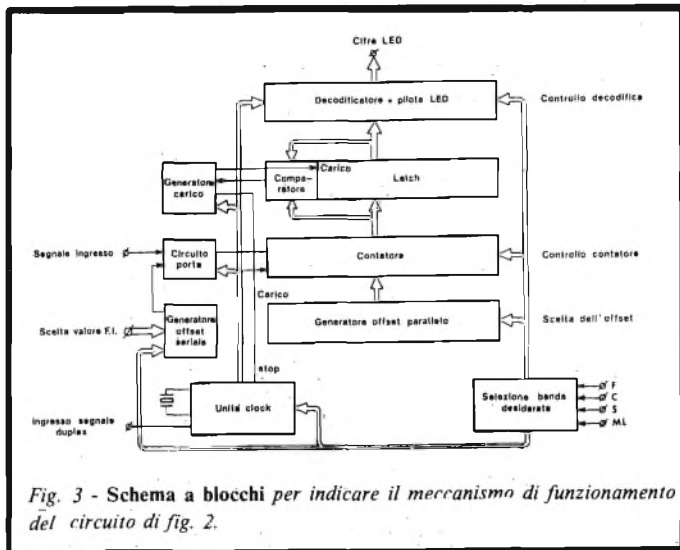 Cifre LED
Decodificatore + pilota LED
Controllo decodifica
Generatore
carico
Carico
Compa-
ratore
Latch
Segnale ingresso
Circuito
porta
Contatore
Controllo contatore
Carico
Scelta valore F.I.
Generatore
offset
seriale
Generatore offset parallelo
Scelta dell'offset
stop
Ingresso segnale
duplex
Unità clock
Selezione banda
desiderata
F
C
S
ML
Fig. 3 - Schema a blocchi per indicare il meccanismo di funzionamento
del circuito di fig. 2.